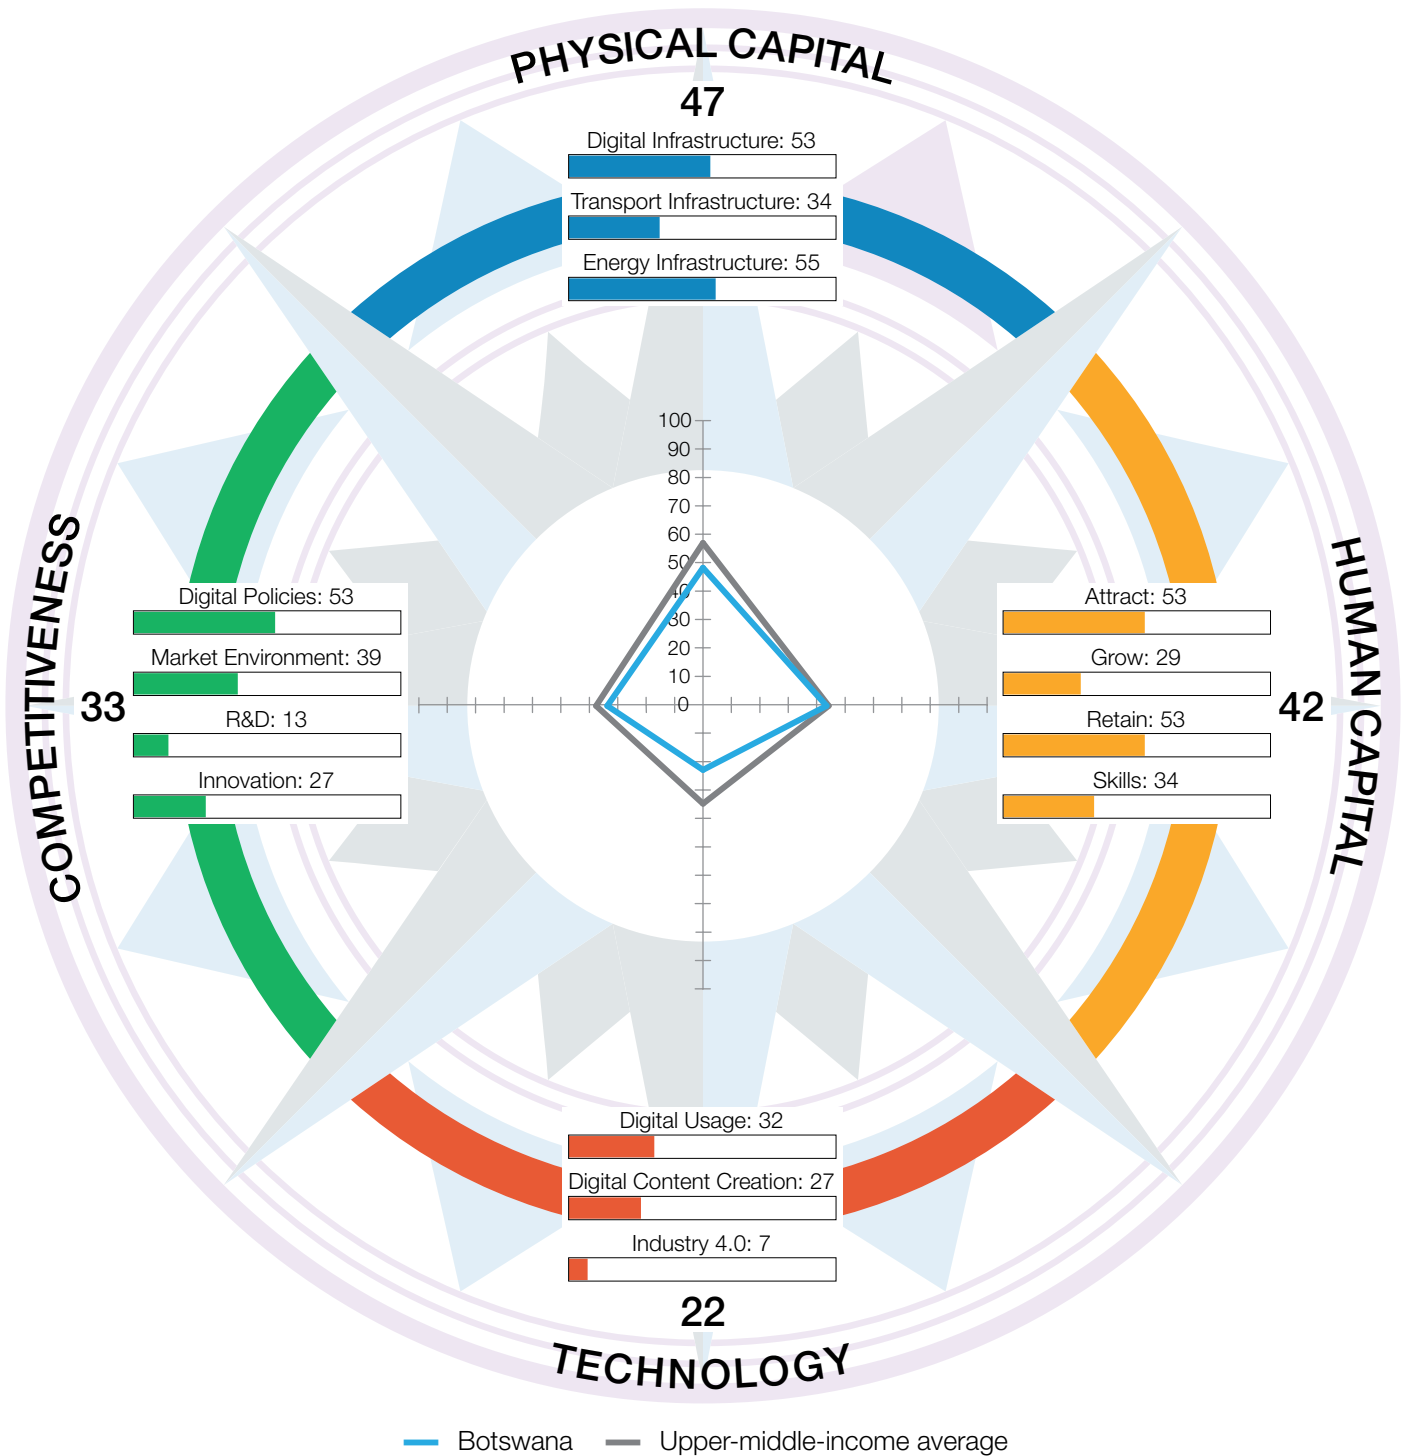 PHYSICAL CAPITAL
47
Digital Infrastructure: 53
Transport Infrastructure: 34
Energy Infrastructure: 55
100
90
80
70
60
50
40
30
20
10
0
COMPETITIVENESS
33
Digital Policies: 53
Market Environment: 39
R&D: 13
Innovation: 27
HUMAN CAPITAL
42
Attract: 53
Grow: 29
Retain: 53
Skills: 34
Digital Usage: 32
Digital Content Creation: 27
Industry 4.0: 7
22
TECHNOLOGY
Botswana
Upper-middle-income average